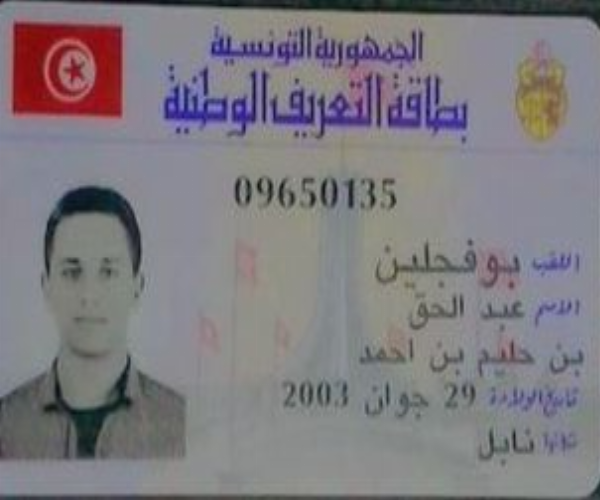 الجمهورية التونسية
بطاقة التعريف الوطنية
09650135
اللقب بوفجلين
الاسم عبد الحق
بن حليم بن احمد
تاريخ الولادة 29 جوان 2003
نابل